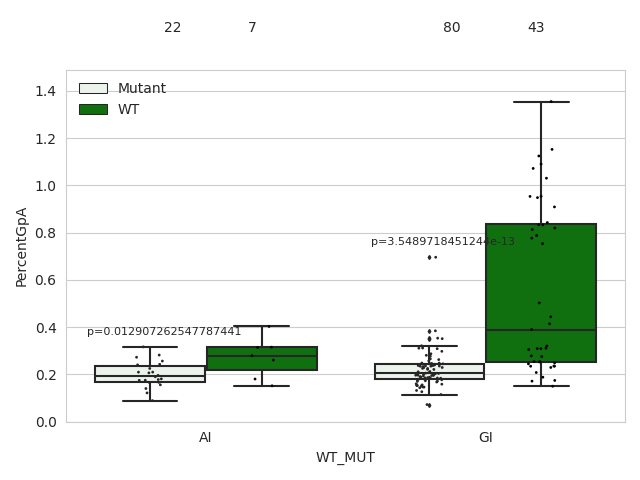 22 7 80 43
1.4
Mutant
WT
1.2
1.0
0.8
p=3.5489718451244e-13
0.6
0.4
p=0.012907262547787441
0.2
0.0
PercentGpA
AI GI
WT_MUT